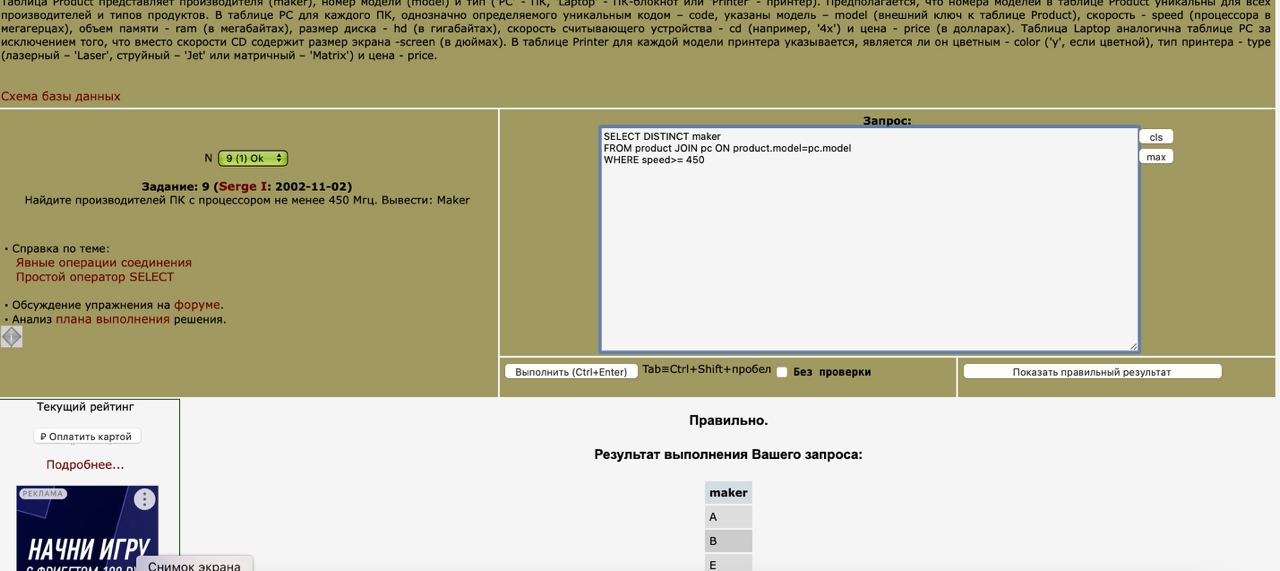 Таблица Product представляет производителя (maker), номер модели (model) и тип ('PC' - ПК, 'Laptop' - ПК-блокнот или 'Printer' - принтер). Предполагается, что номера моделей в таблице Product уникальны для всех
производителей и типов продуктов. В таблице PC для каждого ПК, однозначно определяемого уникальным кодом – code, указаны модель – model (внешний ключ к таблице Product), скорость - speed (процессора в
мегагерцах), объем памяти - ram (в мегабайтах), размер диска - hd (в гигабайтах), скорость считывающего устройства - cd (например, '4x') и цена - price (в долларах). Таблица Laptop аналогична таблице РС за
исключением того, что вместо скорости CD содержит размер экрана -screen (в дюймах). В таблице Printer для каждой модели принтера указывается, является ли он цветным - color ('y', если цветной), тип принтера - type
(лазерный – 'Laser', струйный – 'Jet' или матричный – 'Matrix') и цена - price.
Схема базы данных
N 9 (1) Ok
Задание: 9 (Serge I: 2002-11-02)
Найдите производителей ПК с процессором не менее 450 Мгц. Вывести: Maker
• Справка по теме:
Явные операции соединения
Простой оператор SELECT
• Обсуждение упражнения на форуме.
• Анализ плана выполнения решения.
Запрос:
SELECT DISTINCT maker
FROM product JOIN pc ON product.model=pc.model
WHERE speed>= 450
cls
max
Выполнить (Ctrl+Enter) Tab≡Ctrl+Shift+пробел Без проверки
Показать правильный результат
Текущий рейтинг
₽ Оплатить картой
Подробнее...
РЕКЛАМА
НАЧНИ ИГРУ
Снимок экрана
Правильно.
Результат выполнения Вашего запроса:
maker
A
B
E